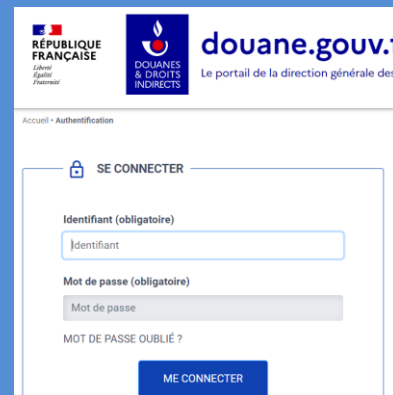 RÉPUBLIQUE
FRANÇAISE
Liberté
Égalité
Fraternité
DOUANES
& DROITS
INDIRECTS
douane.gouv.f
Le portail de la direction générale des
Accueil • Authentification
SE CONNECTER
Identifiant (obligatoire)
Identifiant
Mot de passe (obligatoire)
Mot de passe
MOT DE PASSE OUBLIÉ ?
ME CONNECTER